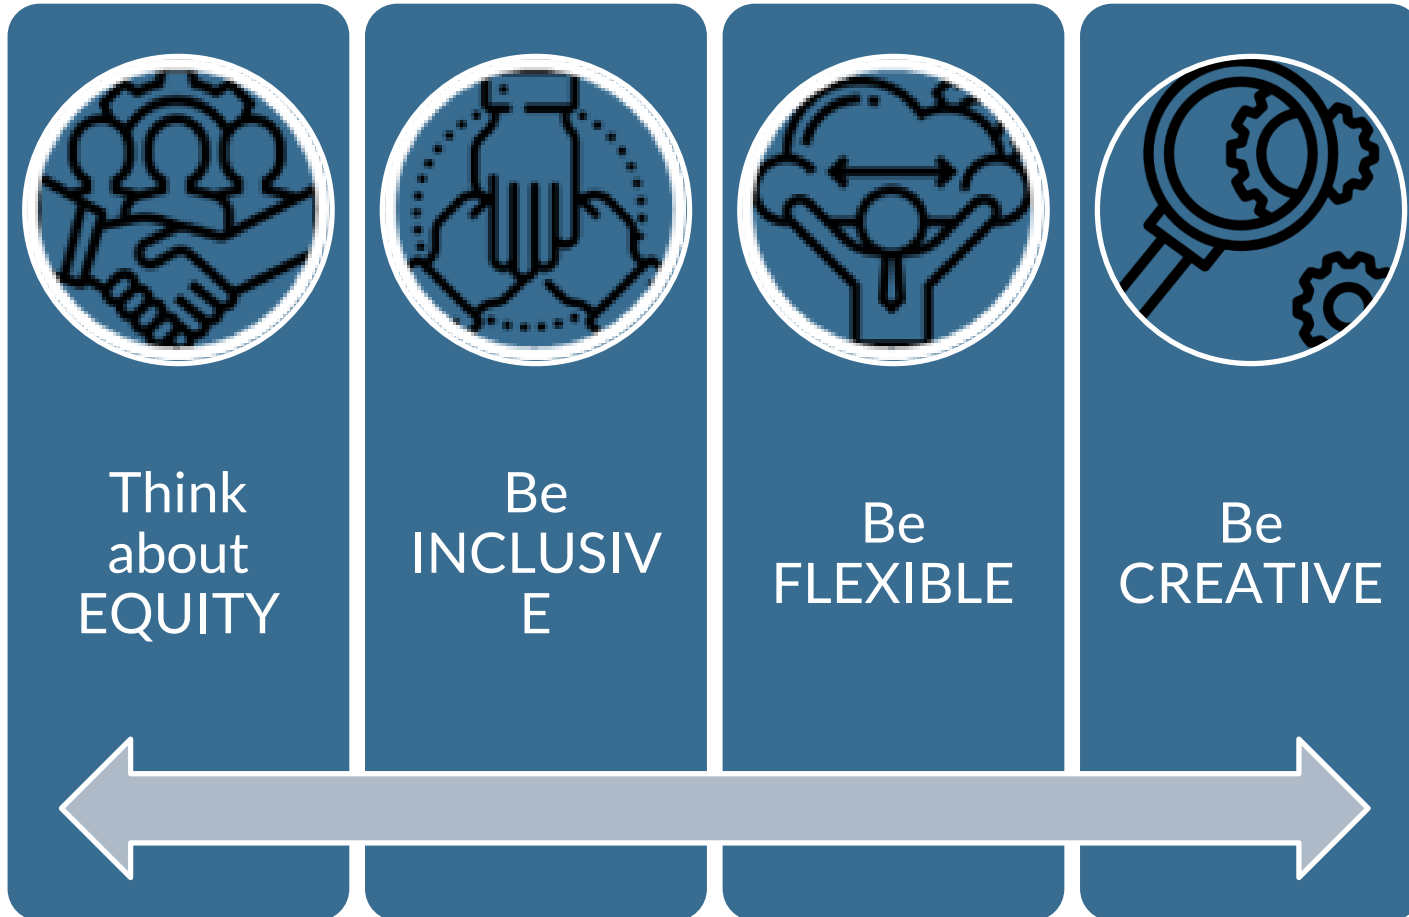 Think
about
EQUITY
Be
INCLUSIV
E
Be
FLEXIBLE
Be
CREATIVE